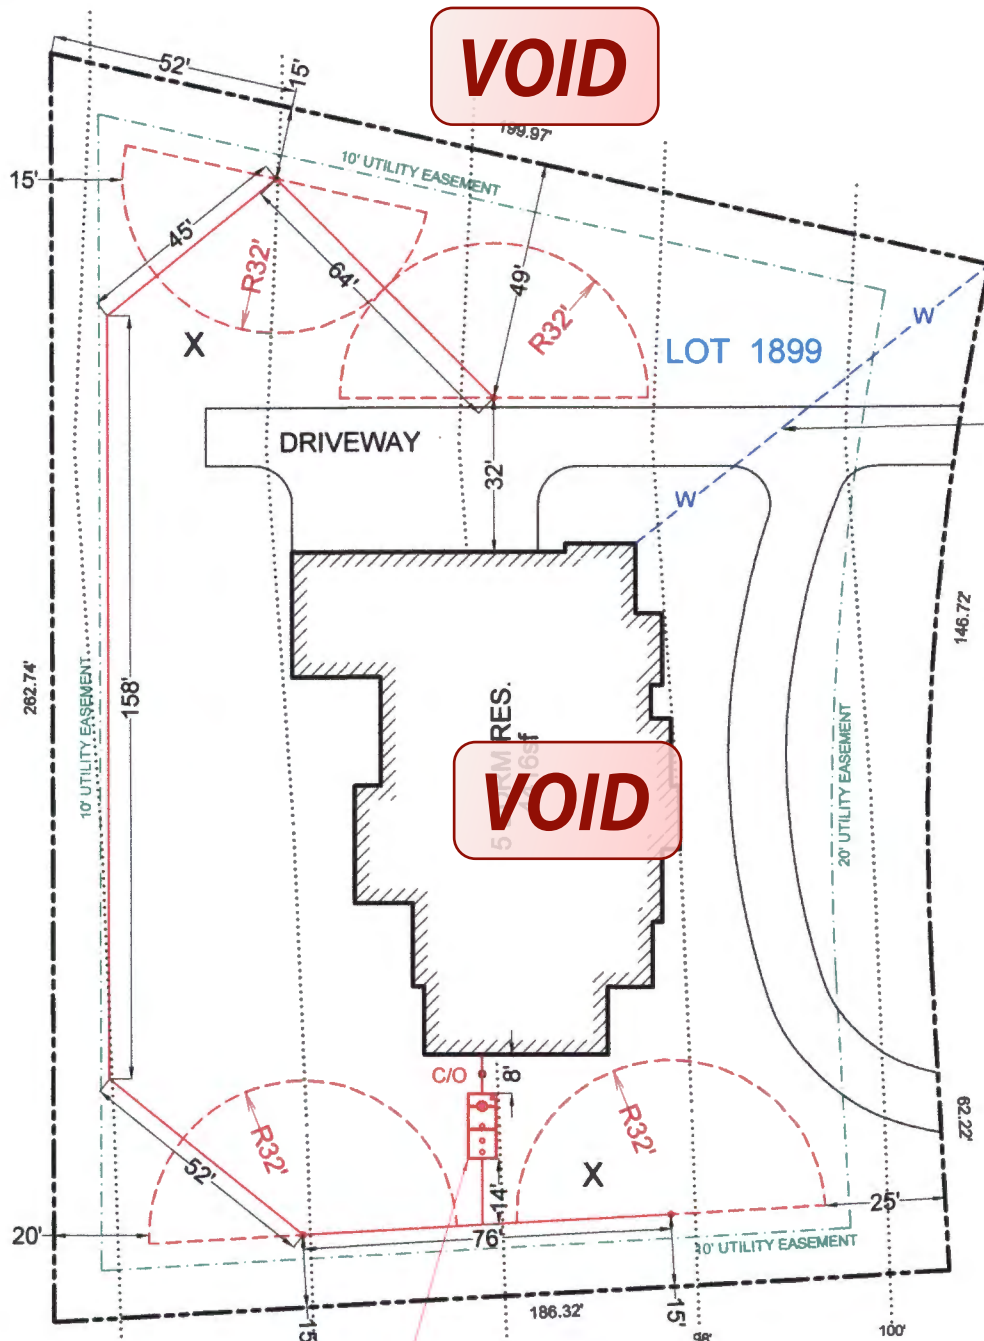 VOID
52'
15'
199.97'
10' UTILITY EASEMENT
15'
45'
64'
R32'
49'
R32'
X
LOT 1899
W
DRIVEWAY
32'
W
146.72'
262.74'
10' UTILITY EASEMENT
158'
RES.
20' UTILITY EASEMENT
VOID
C/O
8'
62.22'
R32'
R32'
52'
X
14'
25'
20'
76'
10' UTILITY EASEMENT
186.32'
15'
15'
98'
100'